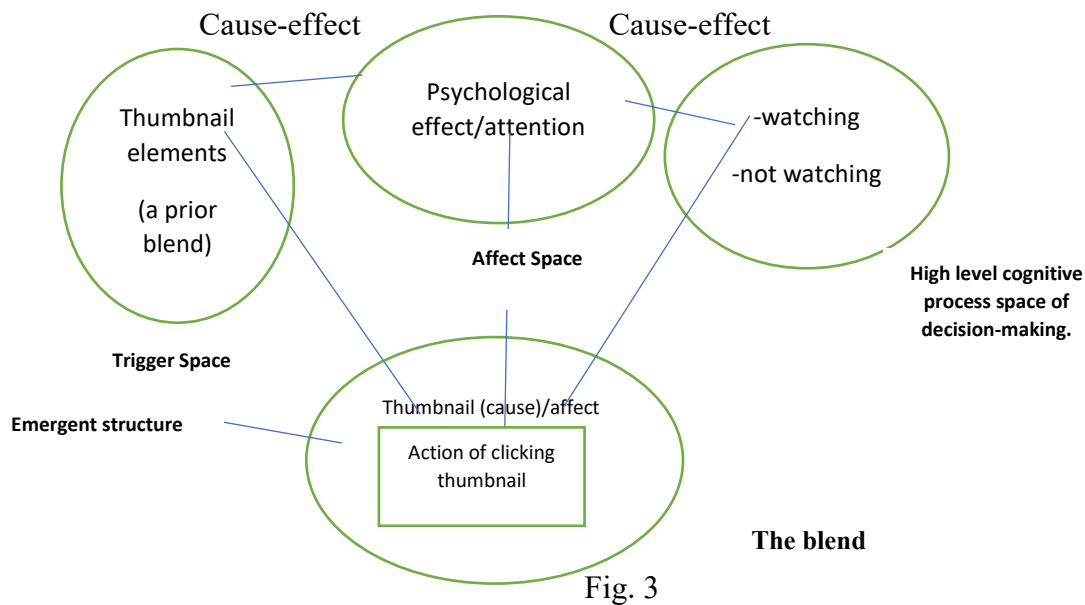 Cause-effect
Cause-effect
Thumbnail
elements
(a prior
blend)
Psychological
effect/attention
-watching
-not watching
Trigger Space
Affect Space
High level cognitive
process space of
decision-making.
Emergent structure
Thumbnail (cause)/affect
Action of clicking
thumbnail
The blend
Fig. 3